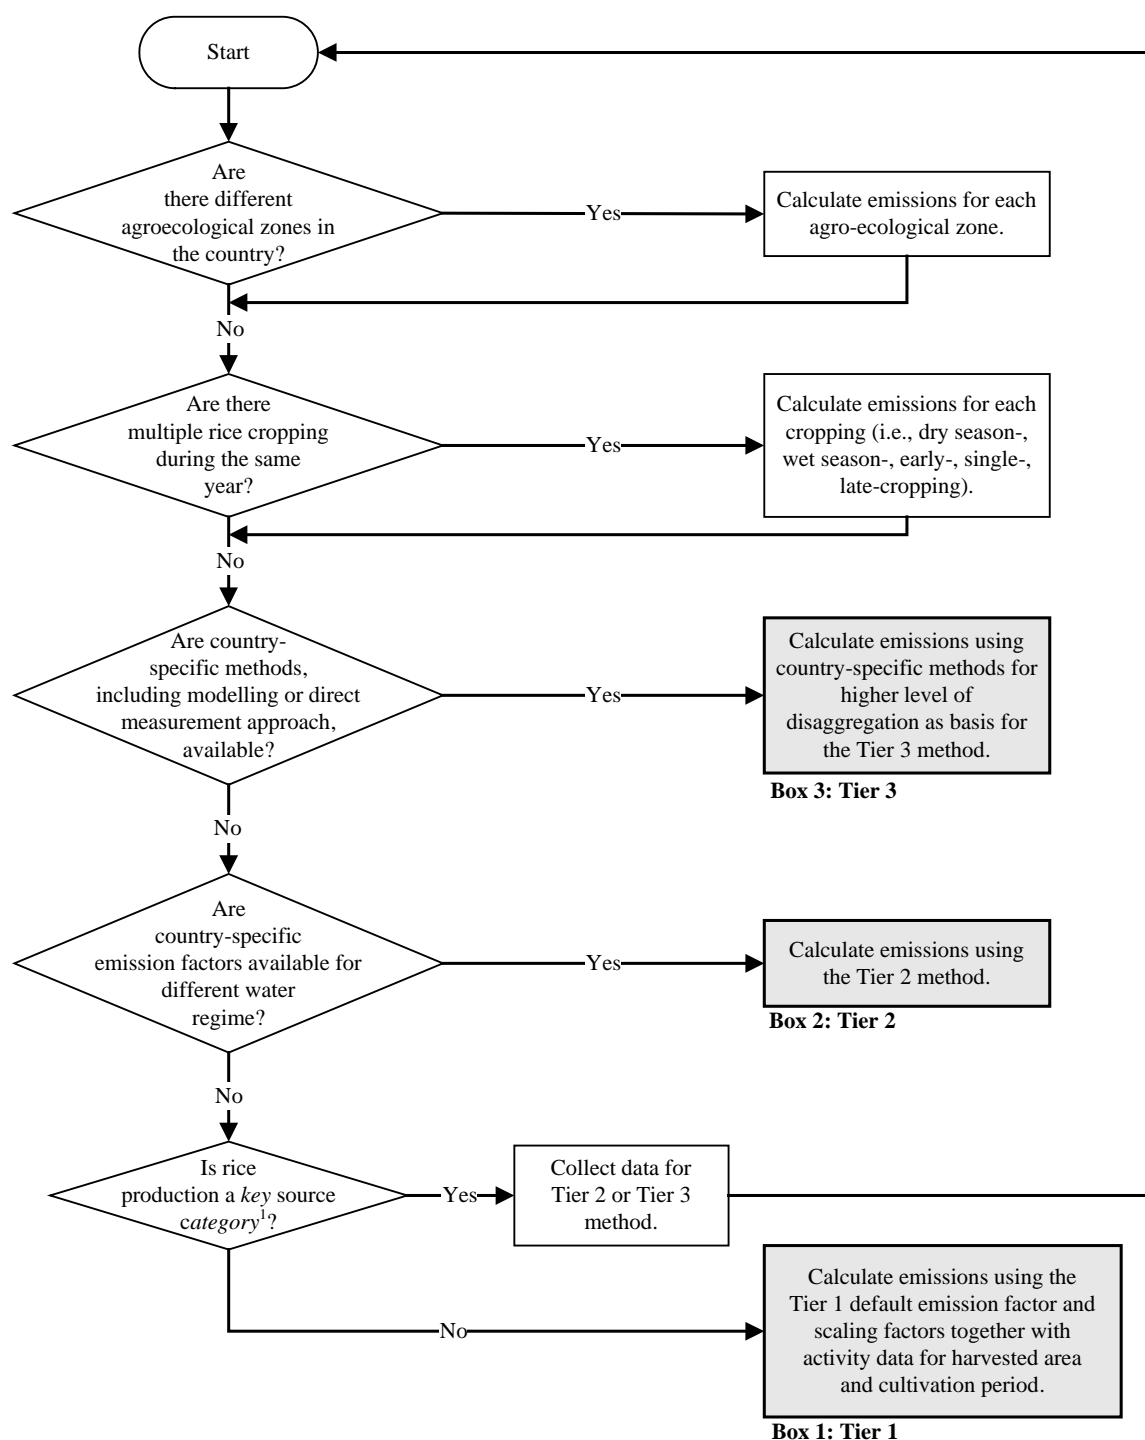 Start
Are
there different
agroecological zones in
the country?
Yes
Calculate emissions for each
agro-ecological zone.
No
Are there
multiple rice cropping
during the same
year?
Yes
Calculate emissions for each
cropping (i.e., dry season-,
wet season-, early-, single-,
late-cropping).
No
Are country-
specific methods,
including modelling or direct
measurement approach,
available?
Yes
Calculate emissions using
country-specific methods for
higher level of
disaggregation as basis for
the Tier 3 method.
Box 3: Tier 3
No
Are
country-specific
emission factors available for
different water
regime?
Yes
Calculate emissions using
the Tier 2 method.
Box 2: Tier 2
No
Is rice
production a key source
category¹?
Yes
Collect data for
Tier 2 or Tier 3
method.
No
Calculate emissions using the
Tier 1 default emission factor and
scaling factors together with
activity data for harvested area
and cultivation period.
Box 1: Tier 1